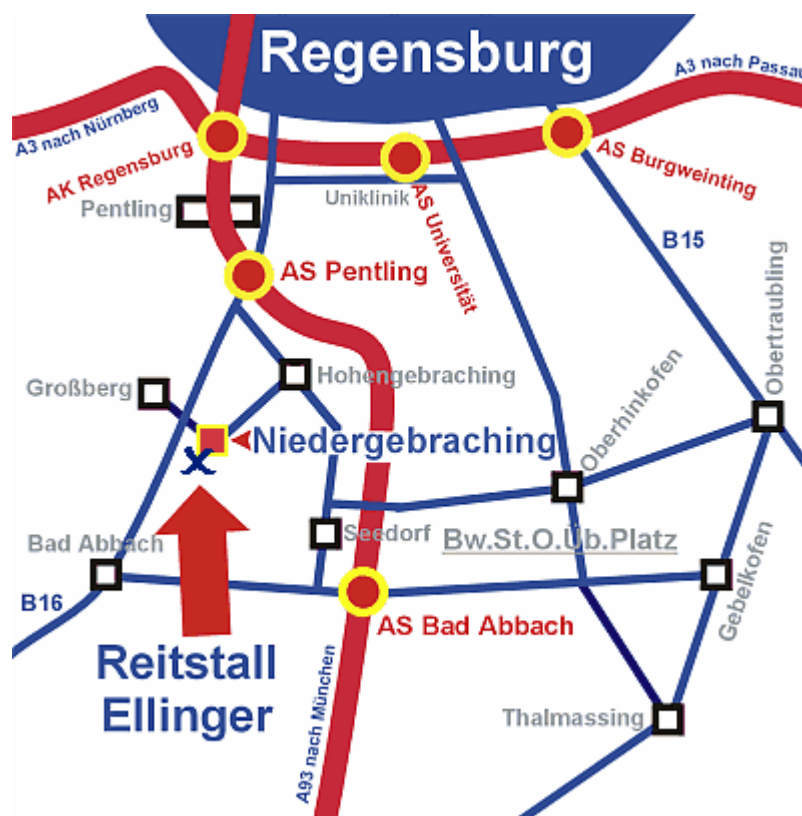 Regensburg
A3 nach Passau
A3 nach Nürnberg
AK Regensburg
AS Burgweinting
Uniklinik
Pentling
AS Universität
B15
AS Pentling
Obertraubling
Hohengebraching
Großberg
Oberhinkofen
Niedergebraching
Seedorf
Bw.St.O.Üb.Platz
Bad Abbach
Gebelkofen
B16
AS Bad Abbach
Reitstall
Ellinger
A93 nach München
Thalmassing